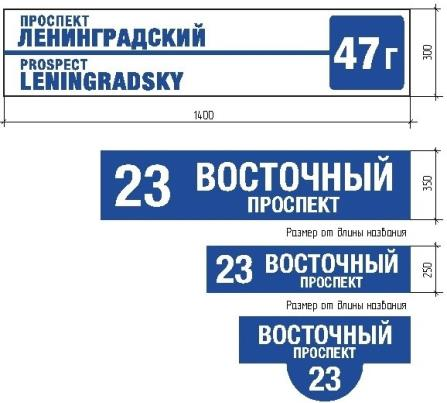 ПРОСПЕКТ
ЛЕНИНГРАДСКИЙ
PROSPECT
LENINGRADSKY
47г
300
1400
23 ВОСТОЧНЫЙ
ПРОСПЕКТ
350
Размер от длины названия
23 ВОСТОЧНЫЙ
ПРОСПЕКТ
250
Размер от длины названия
ВОСТОЧНЫЙ
ПРОСПЕКТ
23